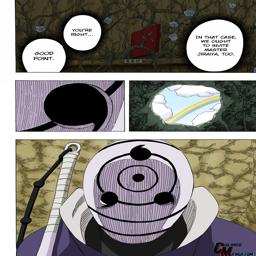 YOU'RE
RIGHT...
GOOD
POINT.
IN THAT CASE,
WE OUGHT
TO INVITE
MASTER
JIRAIYA, TOO.